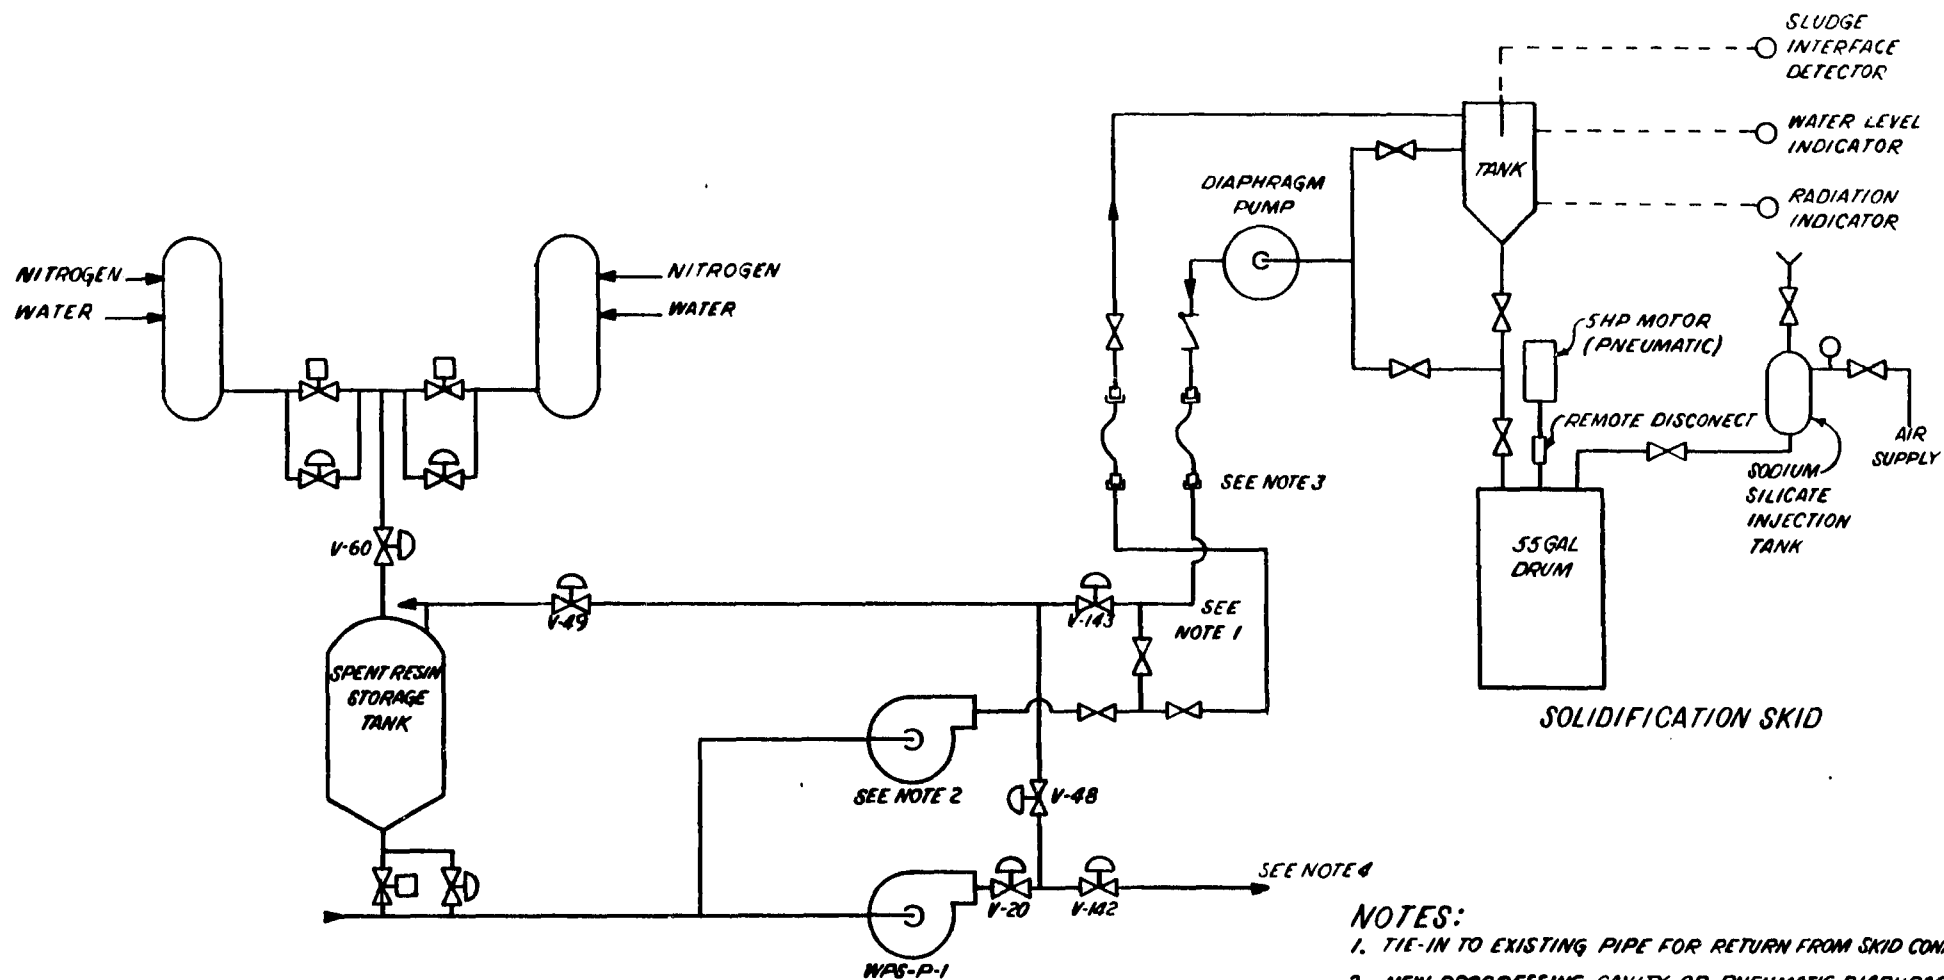 SLUDGE
INTERFACE
DETECTOR
WATER LEVEL
INDICATOR
TANK
RADIATION
INDICATOR
DIAPHRAGM
PUMP
NITROGEN
WATER
NITROGEN
WATER
5HP MOTOR
(PNEUMATIC)
REMOTE DISCONECT
AIR
SUPPLY
SODIUM
SILICATE
INJECTION
TANK
SEE NOTE 3
55 GAL
DRUM
V-60
V-49
V-143
SEE
NOTE 1
SPENT RESIN
STORAGE
TANK
SOLIDIFICATION SKID
SEE NOTE 2
V-48
SEE NOTE 4
V-20
V-142
WPS-P-1
NOTES:
1. TIE-IN TO EXISTING PIPE FOR RETURN FROM SKID